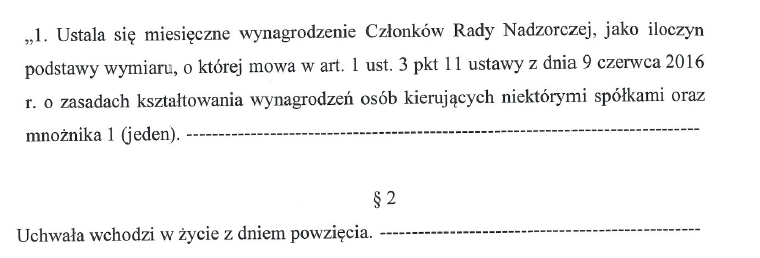 „1. Ustala się miesięczne wynagrodzenie Członków Rady Nadzorczej, jako iloczyn
podstawy wymiaru, o której mowa w art. 1 ust. 3 pkt 11 ustawy z dnia 9 czerwca 2016
r. o zasadach kształtowania wynagrodzeń osób kierujących niektórymi spółkami oraz
mnożnika 1 (jeden). ------------------------------------------------------------------------------
§ 2
Uchwała wchodzi w życie z dniem powzięcia. --------------------------------------------------